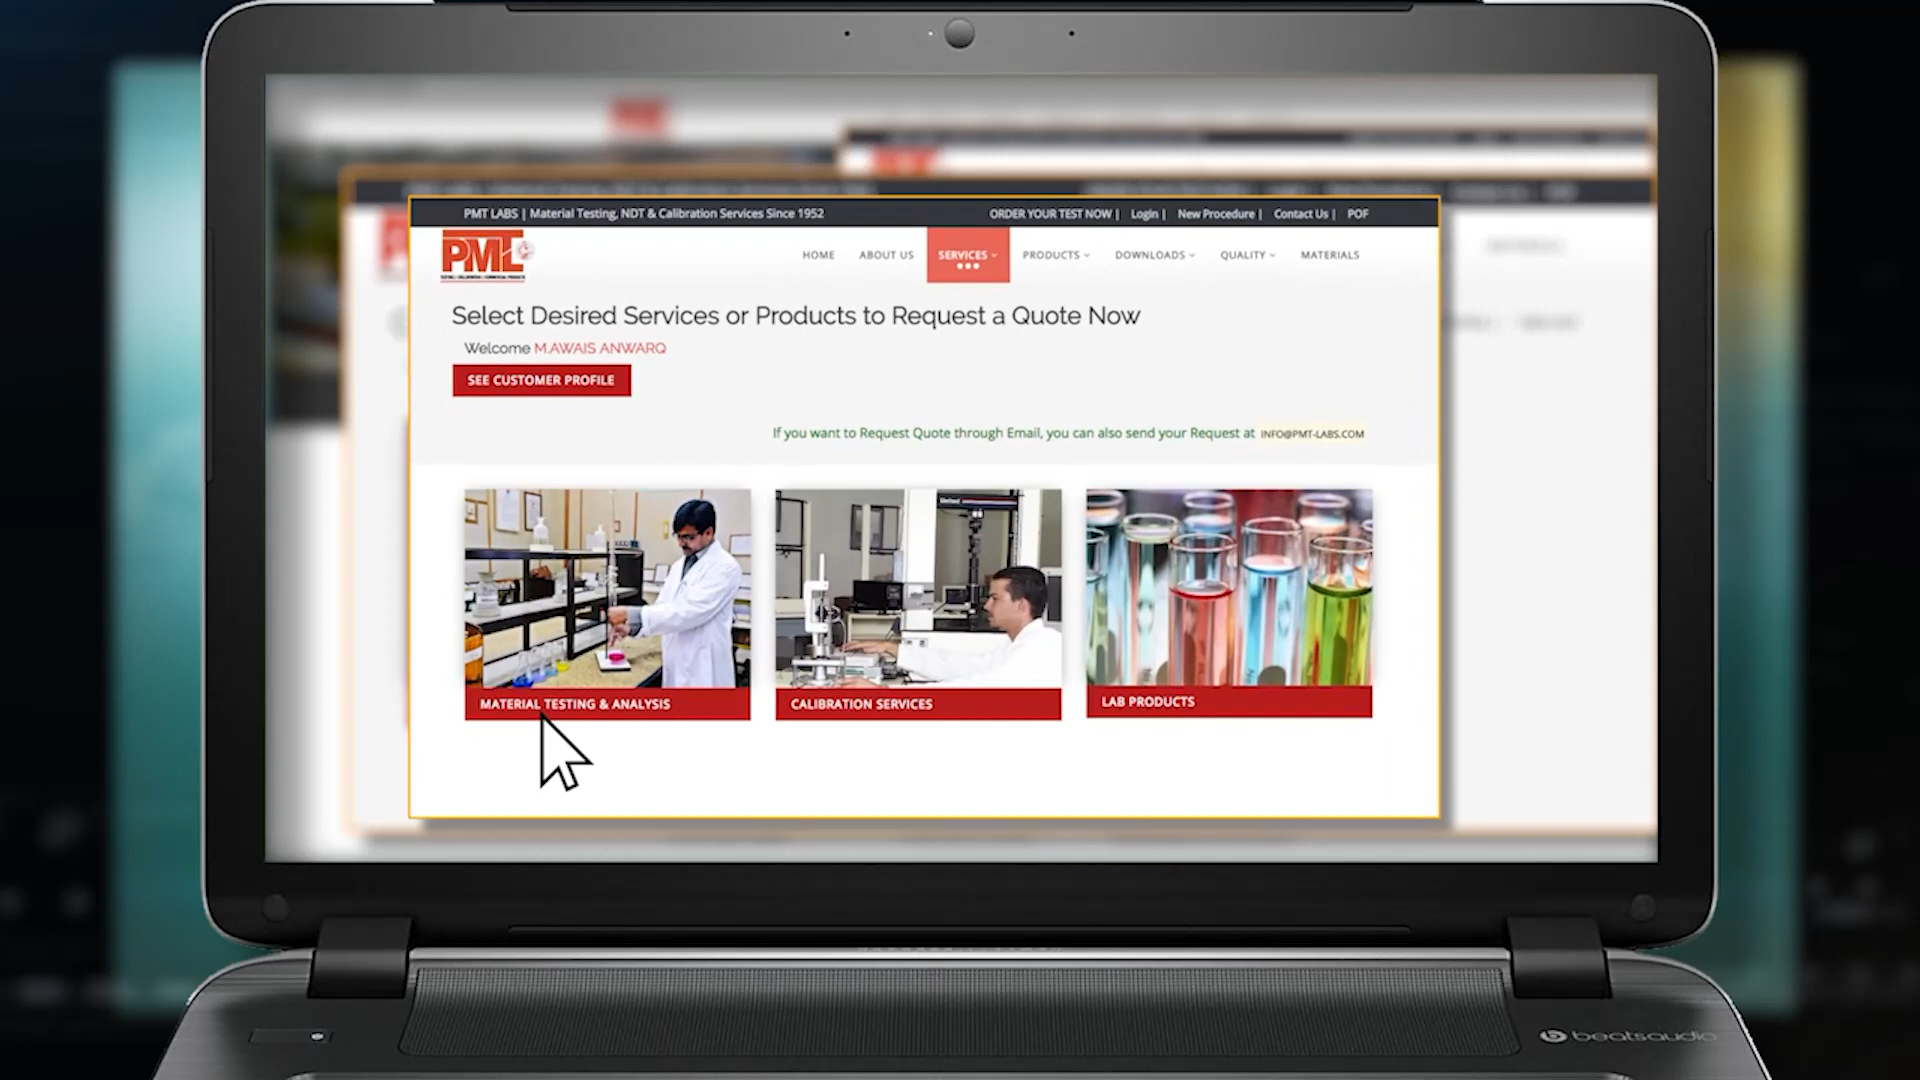 PMT LABS | Material Testing, NDT & Calibration Services Since 1952
ORDER YOUR TEST NOW | Login | New Procedure | Contact Us | POF
PMT
HOME ABOUT US SERVICES PRODUCTS DOWNLOADS QUALITY MATERIALS
Select Desired Services or Products to Request a Quote Now
Welcome M.AWAIS ANWARQ
SEE CUSTOMER PROFILE
If you want to Request Quote through Email, you can also send your Request at INFO@PMT-LABS.COM
MATERIAL TESTING & ANALYSIS
CALIBRATION SERVICES
LAB PRODUCTS
beatsaudio